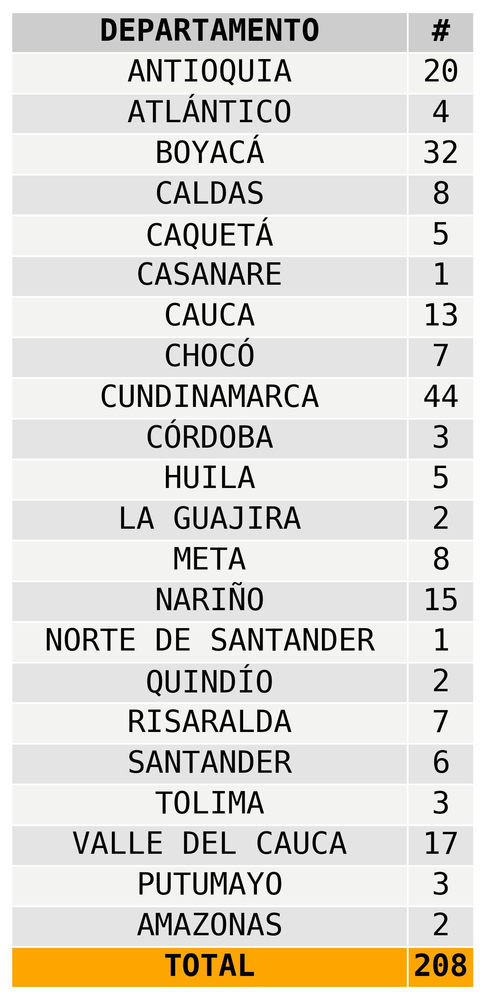 DEPARTAMENTO #
ANTIOQUIA 20
ATLÁNTICO 4
BOYACÁ 32
CALDAS 8
CAQUETÁ 5
CASANARE 1
CAUCA 13
CHOCÓ 7
CUNDINAMARCA 44
CÓRDOBA 3
HUILA 5
LA GUAJIRA 2
META 8
NARIÑO 15
NORTE DE SANTANDER 1
QUINDÍO 2
RISARALDA 7
SANTANDER 6
TOLIMA 3
VALLE DEL CAUCA 17
PUTUMAYO 3
AMAZONAS 2
TOTAL 208